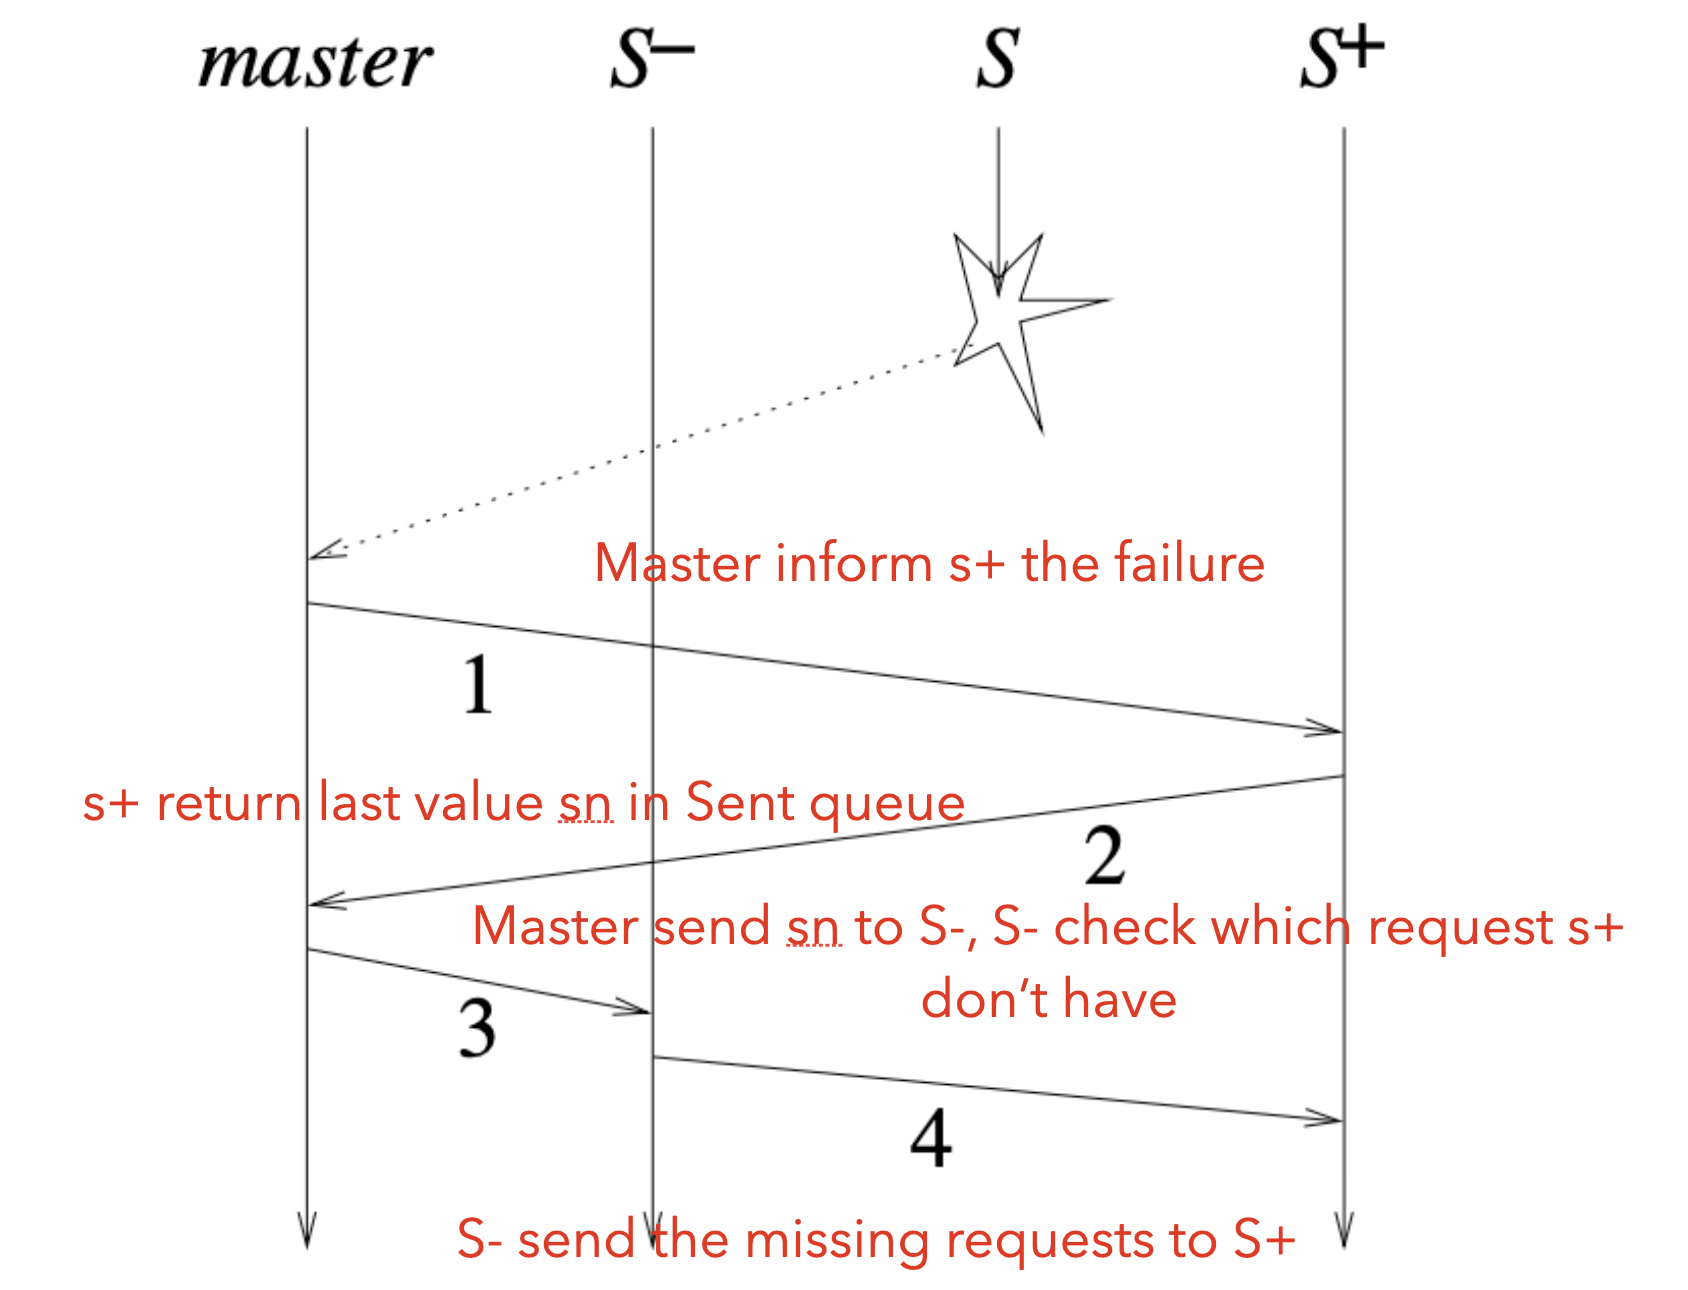 master S– S S+
Master inform s+ the failure
1
s+ return last value sn in Sent queue
2
Master send sn to S-, S- check which request s+
don't have
3
4
S- send the missing requests to S+